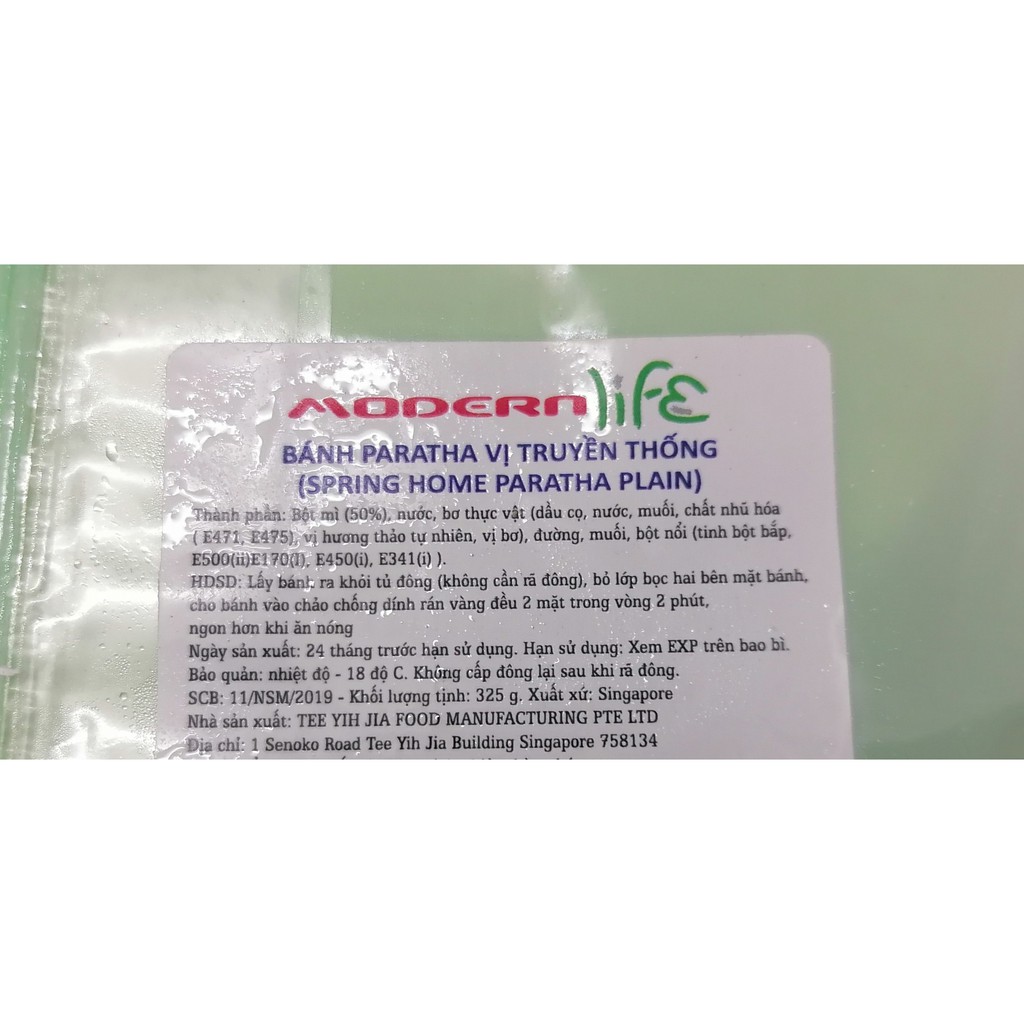 MODERN life
BÁNH PARATHA VỊ TRUYỀN THỐNG
(SPRING HOME PARATHA PLAIN)
Thành phần: Bột mì (50%), nước, bơ thực vật (dầu cọ, nước, muối, chất nhũ hóa
( E471, E475), vị hương thảo tự nhiên, vị bơ), đường, muối, bột nổi (tinh bột bắp,
E500(ii)E170(I), E450(i), E341(i) ).
HDSD: Lấy bánh ra khỏi tủ đông (không cần rã đông), bỏ lớp bọc hai bên mặt bánh,
cho bánh vào chảo chống dính rán vàng đều 2 mặt trong vòng 2 phút,
ngon hơn khi ăn nóng
Ngày sản xuất: 24 tháng trước hạn sử dụng. Hạn sử dụng: Xem EXP trên bao bì.
Bảo quản: nhiệt độ - 18 độ C. Không cấp đông lại sau khi rã đông.
SCB: 11/NSM/2019 - Khối lượng tịnh: 325 g. Xuất xứ: Singapore
Nhà sản xuất: TEE YIH JIA FOOD MANUFACTURING PTE LTD
Địa chỉ: 1 Senoko Road Tee Yih Jia Building Singapore 758134